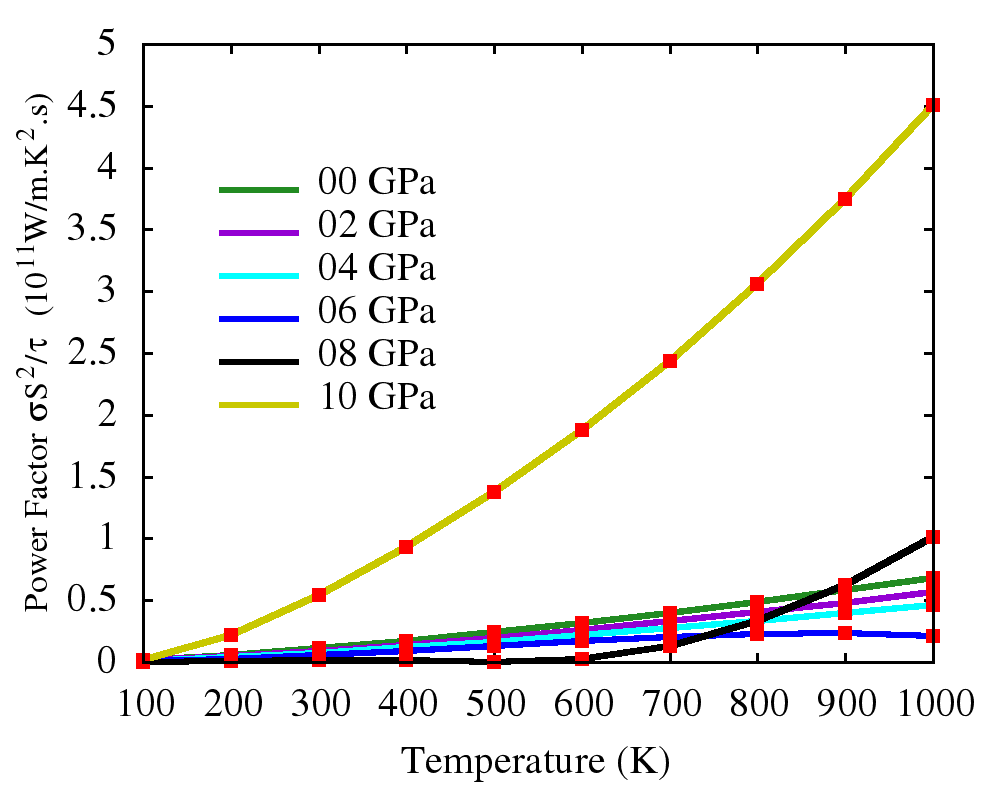 5
4.5
4
3.5
3
2.5
2
1.5
1
0.5
0
Power Factor σS²/τ (10¹¹W/m.K².s)
00 GPa
02 GPa
04 GPa
06 GPa
08 GPa
10 GPa
100 200 300 400 500 600 700 800 900 1000
Temperature (K)